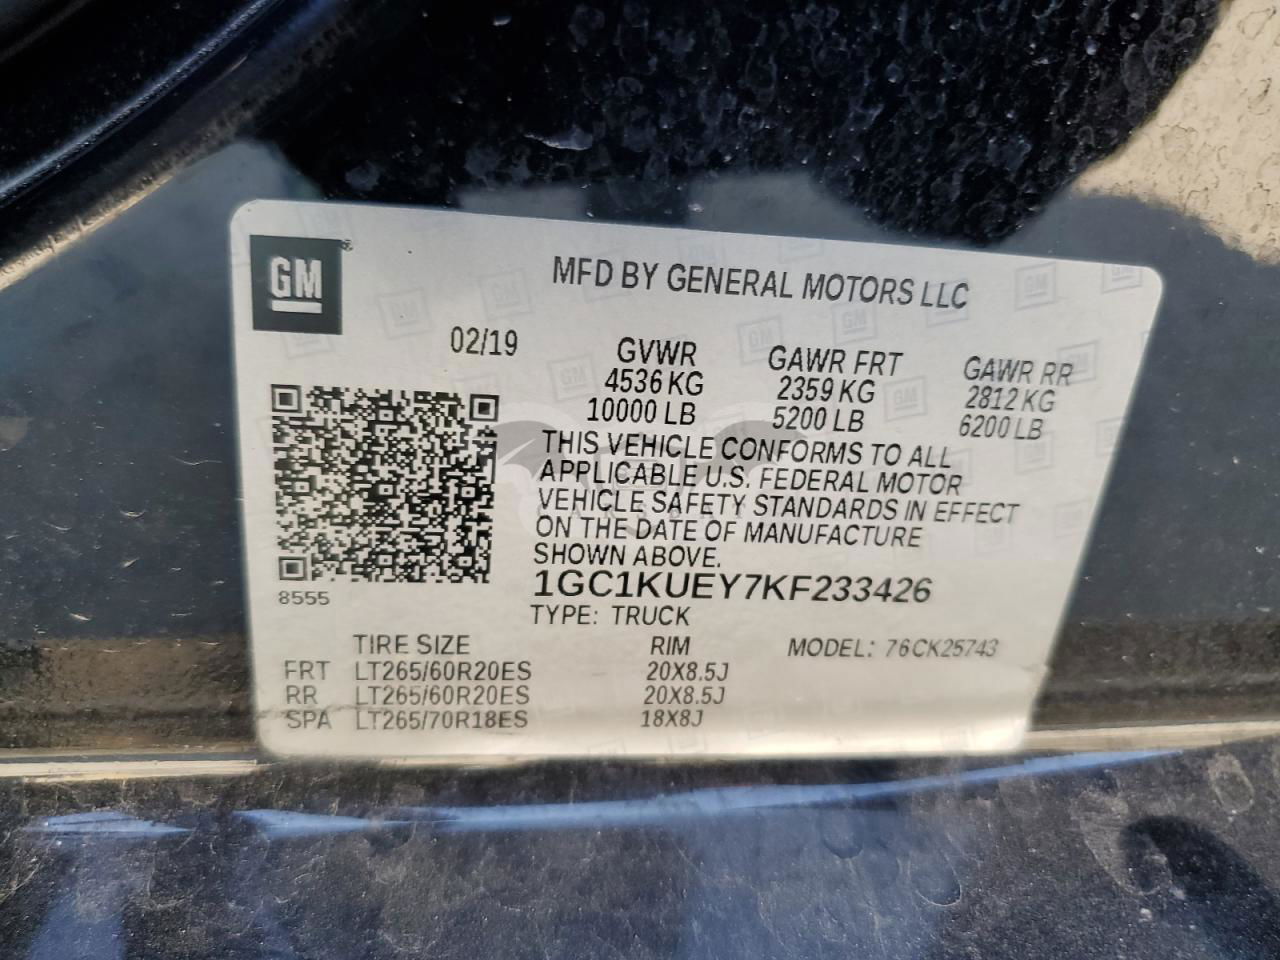 GM
MFD BY GENERAL MOTORS LLC
02/19
GVWR GAWR FRT GAWR RR
4536 KG 2359 KG 2812 KG
10000 LB 5200 LB 6200 LB
THIS VEHICLE CONFORMS TO ALL
APPLICABLE U.S. FEDERAL MOTOR
VEHICLE SAFETY STANDARDS IN EFFECT
ON THE DATE OF MANUFACTURE
SHOWN ABOVE.
8555
1GC1KUEY7KF233426
TYPE: TRUCK
TIRE SIZE RIM MODEL: 76CK25743
FRT LT265/60R20ES 20X8.5J
RR LT265/60R20ES 20X8.5J
SPA LT265/70R18ES 18X8J